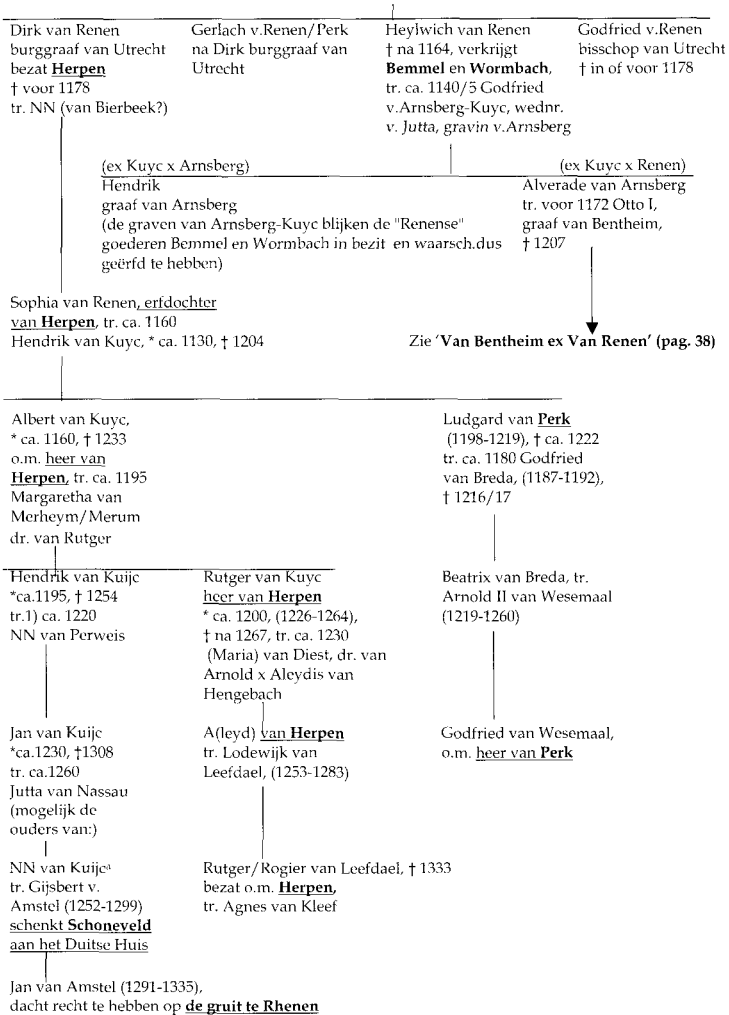 Dirk van Renen
burggraaf van Utrecht
bezat Herpen
† voor 1178
tr. NN (van Bierbeek?)
Gerlach v.Renen/Perk
na Dirk burggraaf van
Utrecht
Heylwich van Renen
† na 1164, verkrijgt
Bemmel en Wormbach,
tr. ca. 1140/5 Godfried
v.Arnsberg-Kuyc, wednr.
v. Jutta, gravin v.Arnsberg
Godfried v.Renen
bisschop van Utrecht
† in of voor 1178
(ex Kuyc x Arnsberg)
Hendrik
graaf van Arnsberg
(de graven van Arnsberg-Kuyc blijken de "Renense"
goederen Bemmel en Wormbach in bezit en waarsch.dus
geërfd te hebben)
(ex Kuyc x Renen)
Alverade van Arnsberg
tr. voor 1172 Otto I,
graaf van Bentheim,
† 1207
Sophia van Renen, erfdochter
van Herpen, tr. ca. 1160
Hendrik van Kuyc, * ca. 1130, † 1204
Zie 'Van Bentheim ex Van Renen' (pag. 38)
Albert van Kuyc,
* ca. 1160, † 1233
o.m. heer van
Herpen, tr. ca. 1195
Margaretha van
Merheym/Merum
dr. van Rutger
Ludgard van Perk
(1198-1219), † ca. 1222
tr. ca. 1180 Godfried
van Breda, (1187-1192),
† 1216/17
Hendrik van Kuijc
*ca.1195, † 1254
tr.1) ca. 1220
NN van Perweis
Rutger van Kuyc
heer van Herpen
* ca. 1200, (1226-1264),
† na 1267, tr. ca. 1230
(Maria) van Diest, dr. van
Arnold x Aleydis van
Hengebach
Beatrix van Breda, tr.
Arnold II van Wesemaal
(1219-1260)
Jan van Kuijc
*ca.1230, †1308
tr. ca.1260
Jutta van Nassau
(mogelijk de
ouders van:)
A(leyd) van Herpen
tr. Lodewijk van
Leefdael, (1253-1283)
Godfried van Wesemaal,
o.m. heer van Perk
NN van Kuijcᵃ
tr. Gijsbert v.
Amstel (1252-1299)
schenkt Schoneveld
aan het Duitse Huis
Rutger/Rogier van Leefdael, † 1333
bezat o.m. Herpen,
tr. Agnes van Kleef
Jan van Amstel (1291-1335),
dacht recht te hebben op de gruit te Rhenen